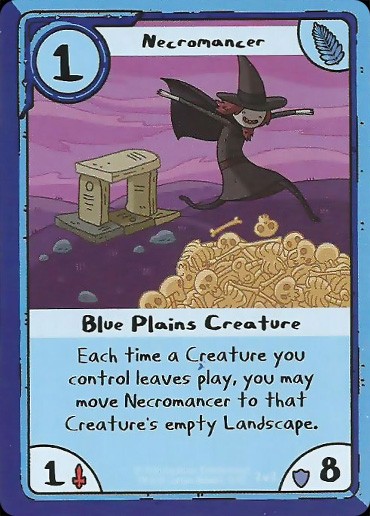 1
Necromancer
Blue Plains Creature
Each time a Creature you
control leaves play, you may
move Necromancer to that
Creature's empty Landscape.
1
8